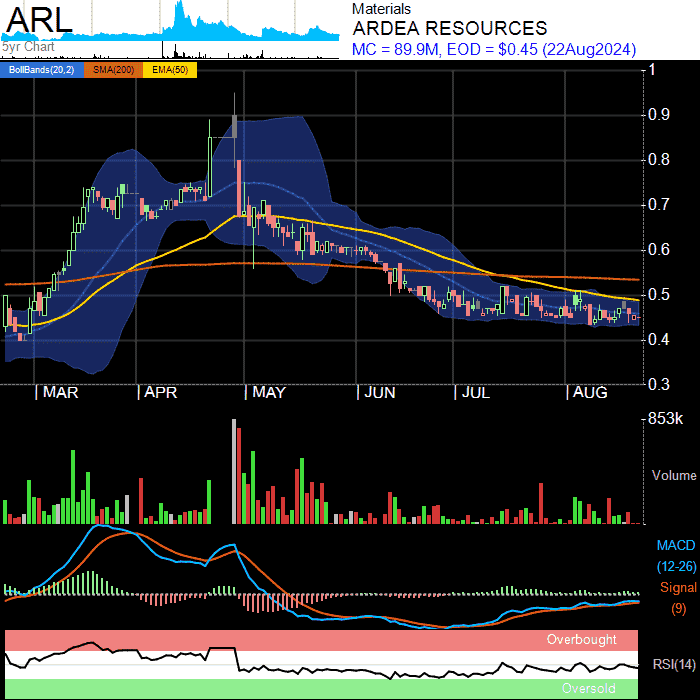 ARL
5yr Chart
Materials
ARDEA RESOURCES
MC = 89.9M, EOD = $0.45 (22Aug2024)
BollBands(20,2) SMA(200) EMA(50)
1
0.9
0.8
0.7
0.6
0.5
0.4
0.3
MAR APR MAY JUN JUL AUG
853k
Volume
MACD
(12-26)
Signal
(9)
Overbought
RSI(14)
Oversold